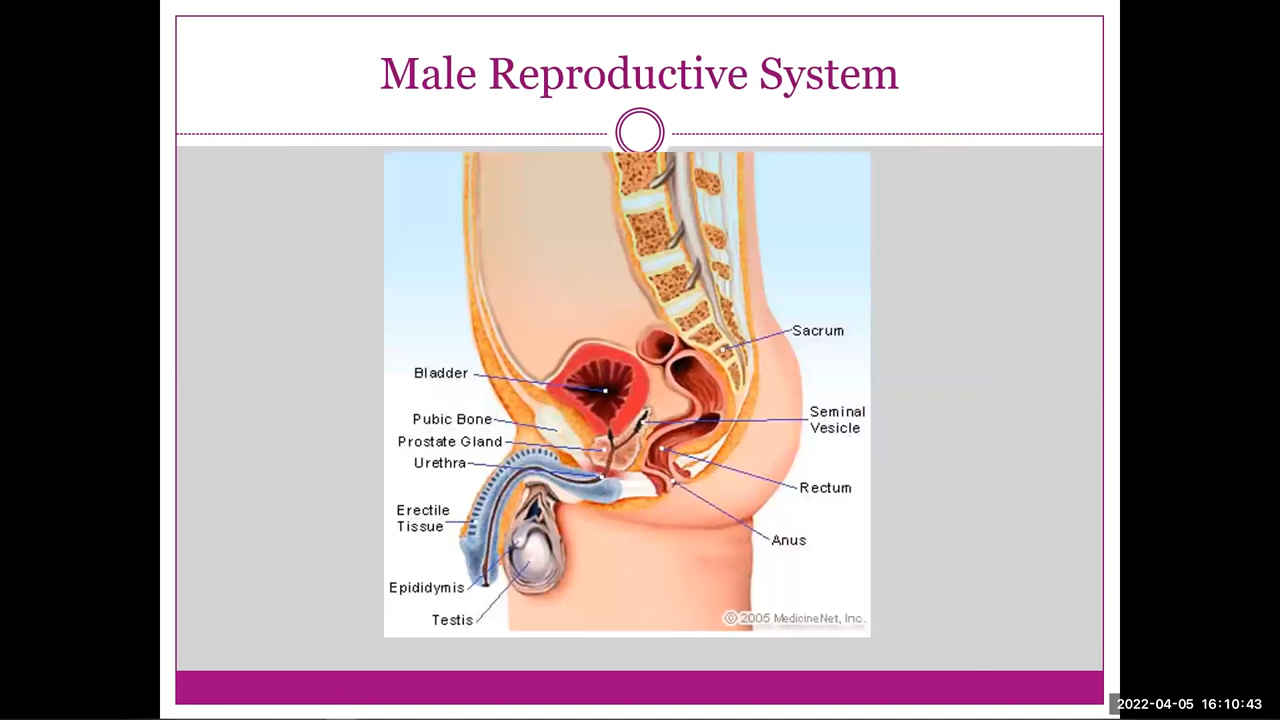 Male Reproductive System
Sacrum
Bladder
Seminal
Vesicle
Pubic Bone
Prostate Gland
Urethra
Rectum
Erectile
Tissue
Anus
Epididymis
Testis
© 2005 MedicineNet, Inc.
2022-04-05 16:10:43